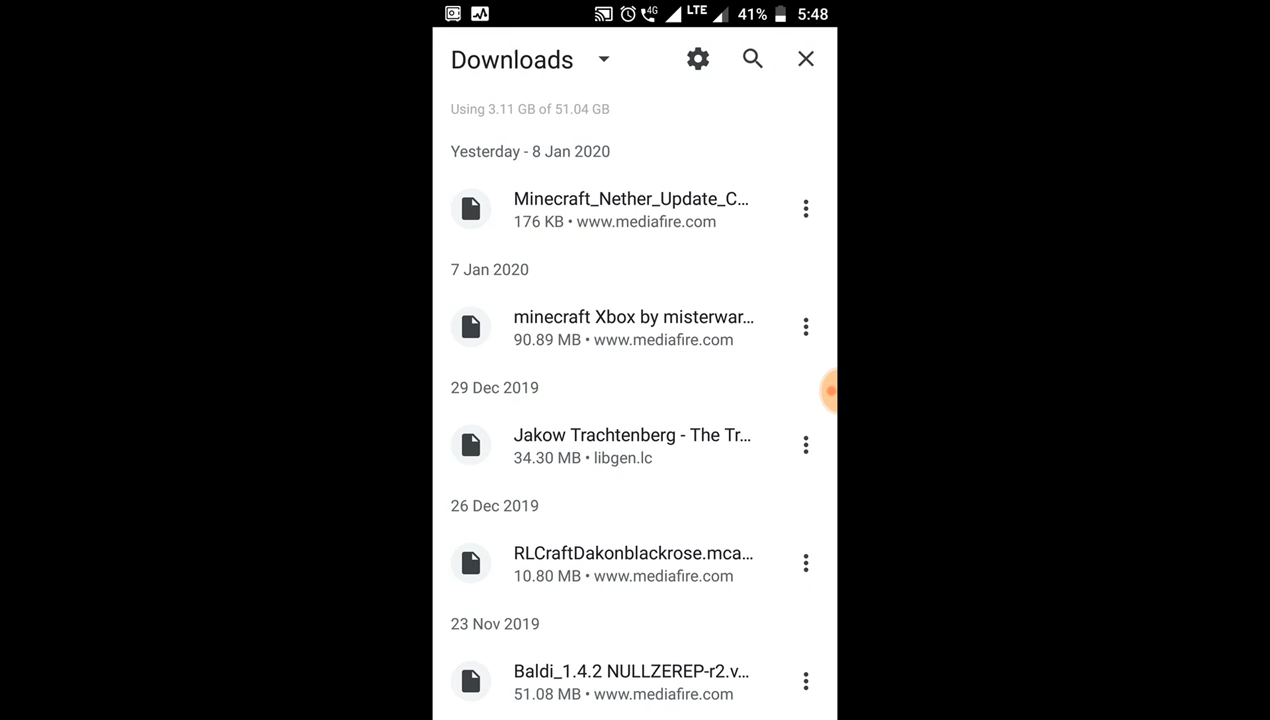 4G LTE 41% 5:48
Downloads
Using 3.11 GB of 51.04 GB
Yesterday - 8 Jan 2020
Minecraft_Nether_Update_C...
176 KB • www.mediafire.com
7 Jan 2020
minecraft Xbox by misterwar...
90.89 MB • www.mediafire.com
29 Dec 2019
Jakow Trachtenberg - The Tr...
34.30 MB • libgen.lc
26 Dec 2019
RLCraftDakonblackrose.mca...
10.80 MB • www.mediafire.com
23 Nov 2019
Baldi_1.4.2 NULLZEREP-r2.v...
51.08 MB • www.mediafire.com